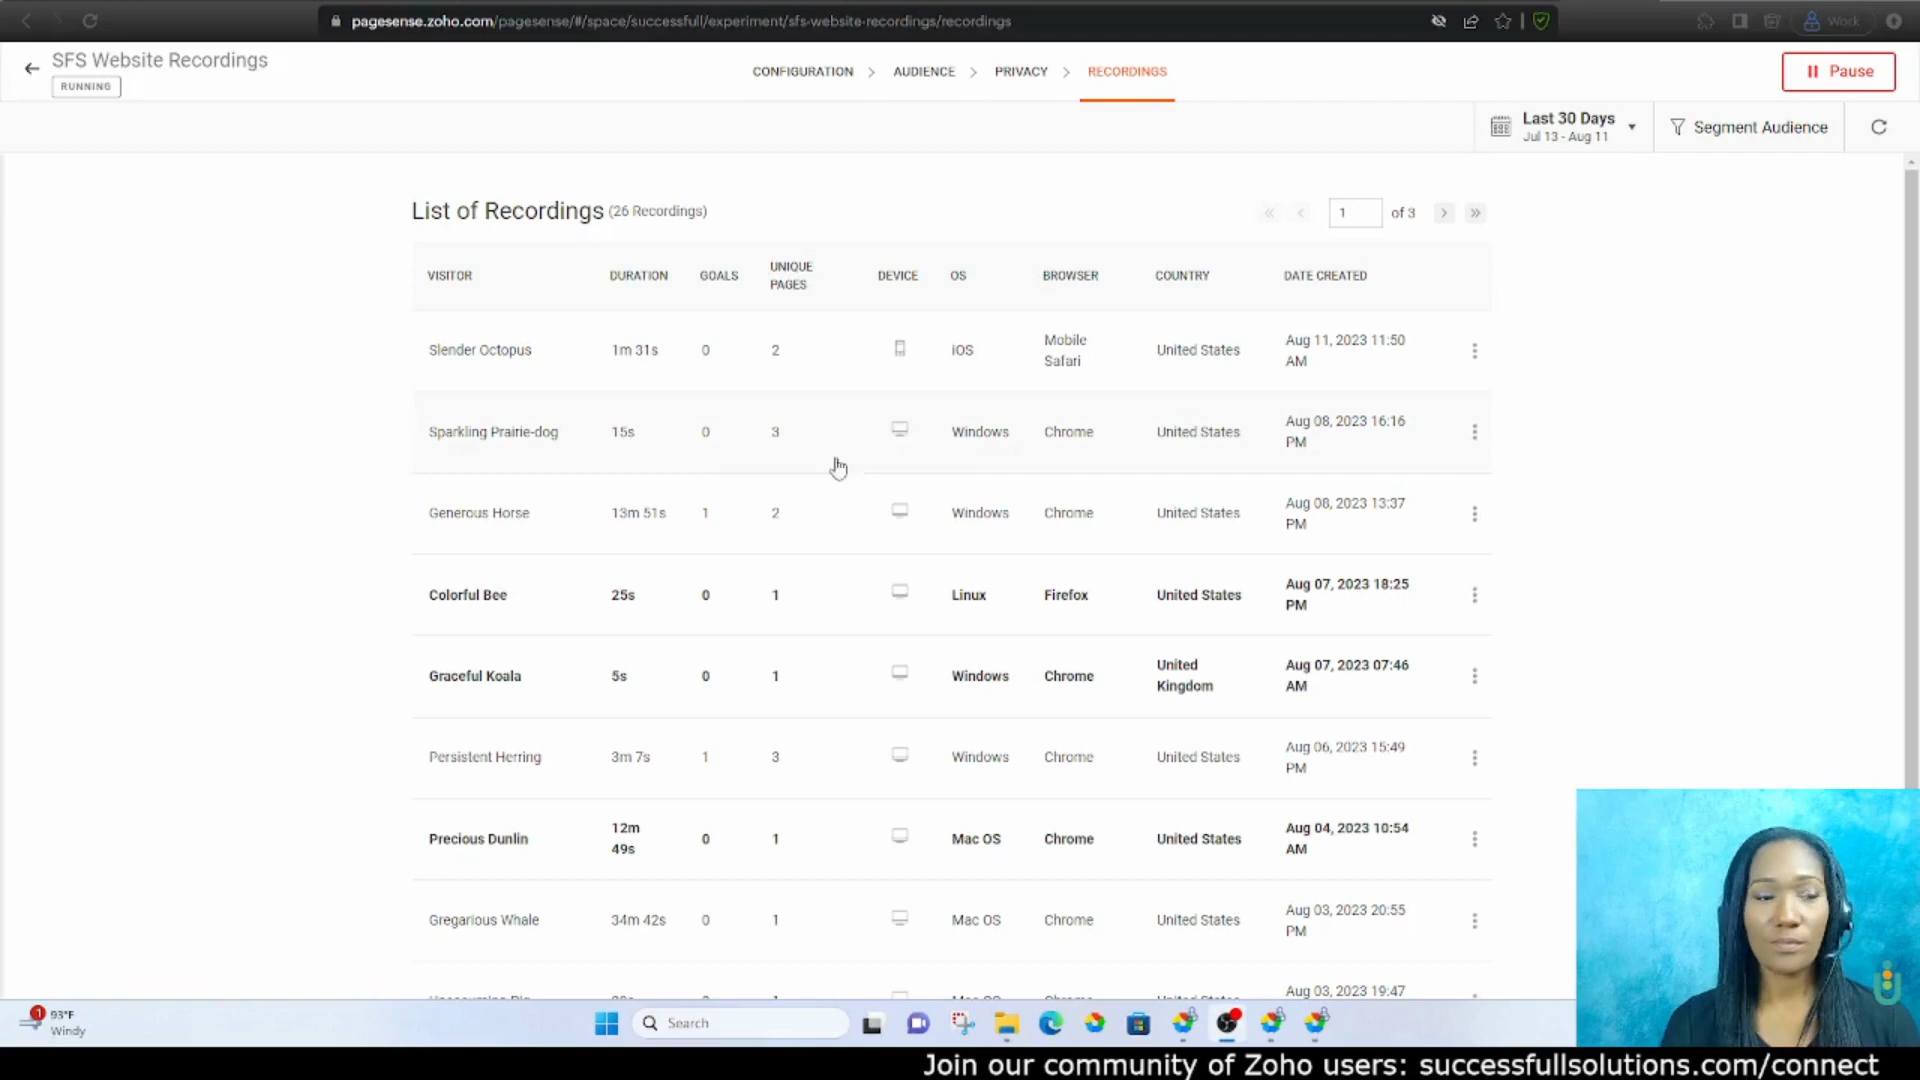 pagesense.zoho.com/pagesense/#/space/successfull/experiment/sfs-website-recordings/recordings
Work
SFS Website Recordings
RUNNING
CONFIGURATION
AUDIENCE
PRIVACY
RECORDINGS
Pause
Last 30 Days
Jul 13 - Aug 11
Segment Audience
List of Recordings (26 Recordings)
1 of 3
VISITOR DURATION GOALS UNIQUE PAGES DEVICE OS BROWSER COUNTRY DATE CREATED
Slender Octopus 1m 31s 0 2 iOS Mobile Safari United States Aug 11, 2023 11:50 AM
Sparkling Prairie-dog 15s 0 3 Windows Chrome United States Aug 08, 2023 16:16 PM
Generous Horse 13m 51s 1 2 Windows Chrome United States Aug 08, 2023 13:37 PM
Colorful Bee 25s 0 1 Linux Firefox United States Aug 07, 2023 18:25 PM
Graceful Koala 5s 0 1 Windows Chrome United Kingdom Aug 07, 2023 07:46 AM
Persistent Herring 3m 7s 1 3 Windows Chrome United States Aug 06, 2023 15:49 PM
Precious Dunlin 12m 49s 0 1 Mac OS Chrome United States Aug 04, 2023 10:54 AM
Gregarious Whale 34m 42s 0 1 Mac OS Chrome United States Aug 03, 2023 20:55 PM
Aug 03, 2023 19:47
1
93°F
Windy
Search
Join our community of Zoho users: successfullsolutions.com/connect